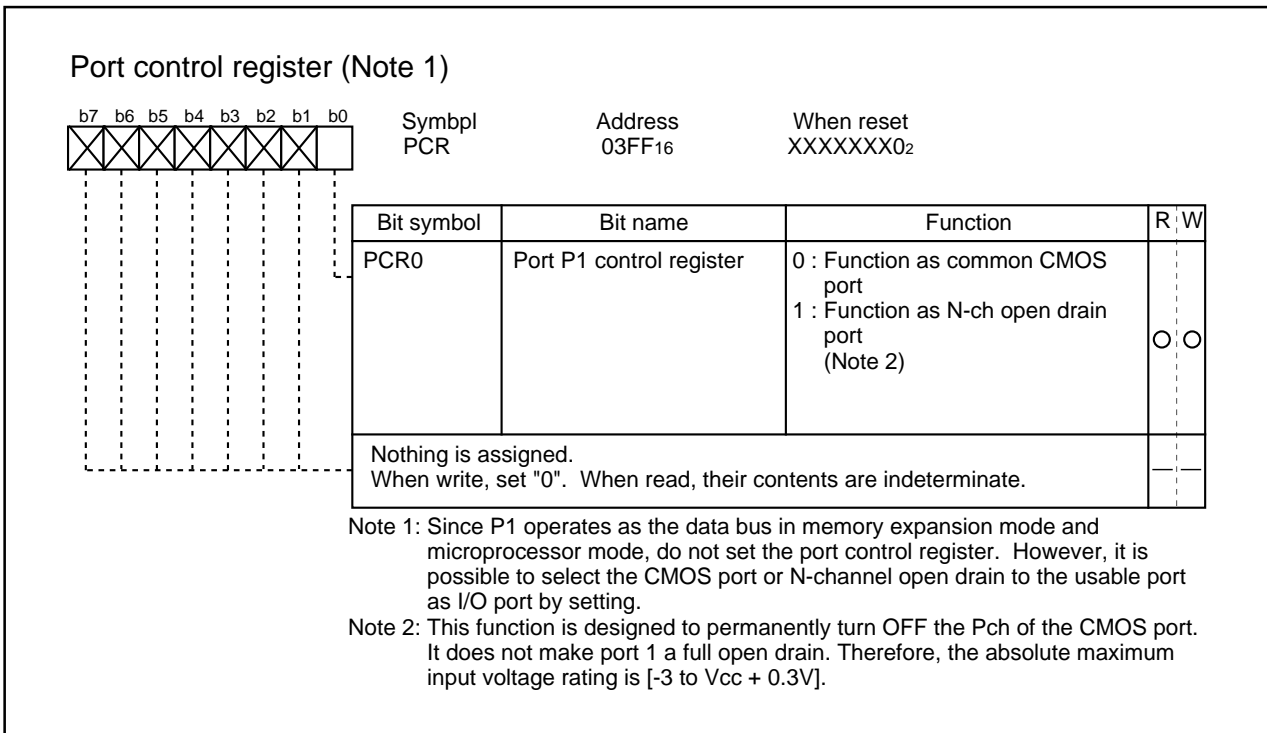 Port control register (Note 1)
b7 b6 b5 b4 b3 b2 b1 b0
Symbpl Address When reset
PCR 03FF16 XXXXXXX02
Bit symbol Bit name Function R W
PCR0 Port P1 control register 0 : Function as common CMOS
port
1 : Function as N-ch open drain
port
(Note 2)
Nothing is assigned.
When write, set "0". When read, their contents are indeterminate.
Note 1: Since P1 operates as the data bus in memory expansion mode and
microprocessor mode, do not set the port control register. However, it is
possible to select the CMOS port or N-channel open drain to the usable port
as I/O port by setting.
Note 2: This function is designed to permanently turn OFF the Pch of the CMOS port.
It does not make port 1 a full open drain. Therefore, the absolute maximum
input voltage rating is [-3 to Vcc + 0.3V].